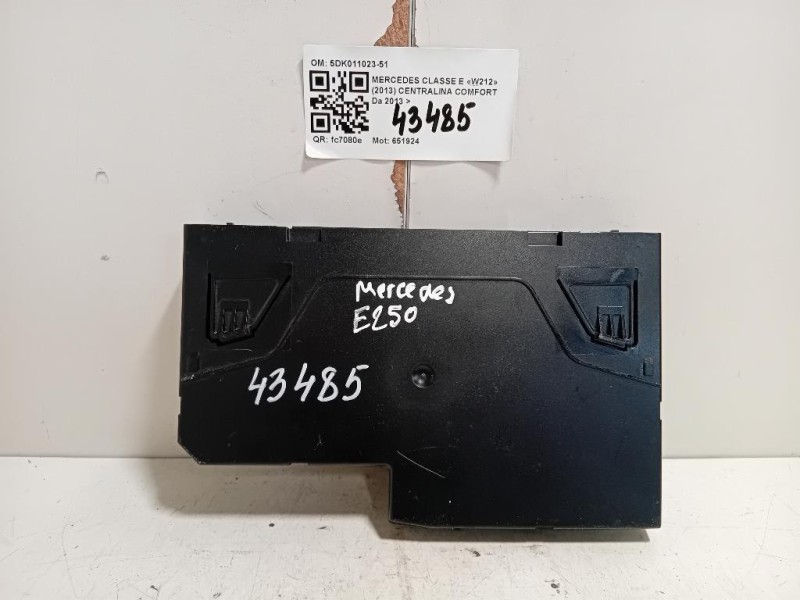 OM: 5DK011023-51
MERCEDES CLASSE E «W212»
(2013) CENTRALINA COMFORT
Da 2013 >
43485
QR: fc7080e Mot: 651924
Mercedes
E250
43485